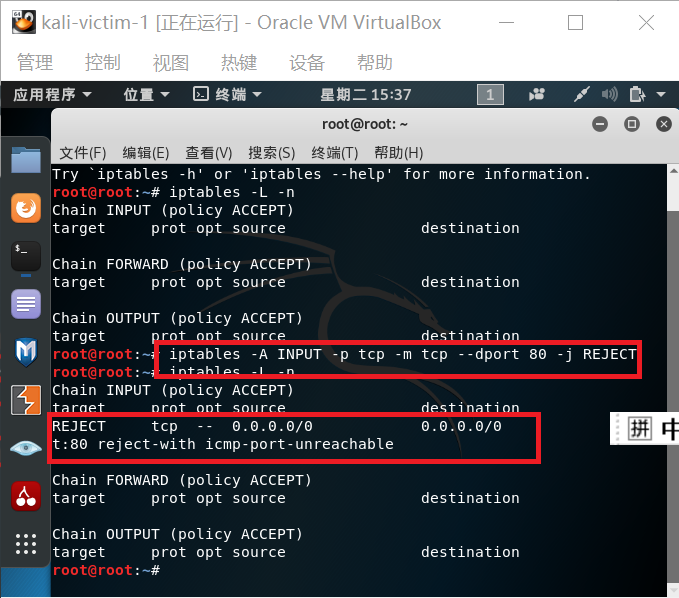 kali-victim-1 [正在运行] - Oracle VM VirtualBox
管理 控制 视图 热键 设备 帮助
应用程序 位置 终端 星期二 15:37 1
root@root: ~
文件(F) 编辑(E) 查看(V) 搜索(S) 终端(T) 帮助(H)
Try `iptables -h' or 'iptables --help' for more information.
root@root:~# iptables -L -n
Chain INPUT (policy ACCEPT)
target     prot opt source               destination

Chain FORWARD (policy ACCEPT)
target     prot opt source               destination

Chain OUTPUT (policy ACCEPT)
target     prot opt source               destination
root@root:~# iptables -A INPUT -p tcp -m tcp --dport 80 -j REJECT
root@root:~# iptables -L -n
Chain INPUT (policy ACCEPT)
target     prot opt source               destination
REJECT     tcp  --  0.0.0.0/0            0.0.0.0/0
t:80 reject-with icmp-port-unreachable
拼 中

Chain FORWARD (policy ACCEPT)
target     prot opt source               destination

Chain OUTPUT (policy ACCEPT)
target     prot opt source               destination
root@root:~#